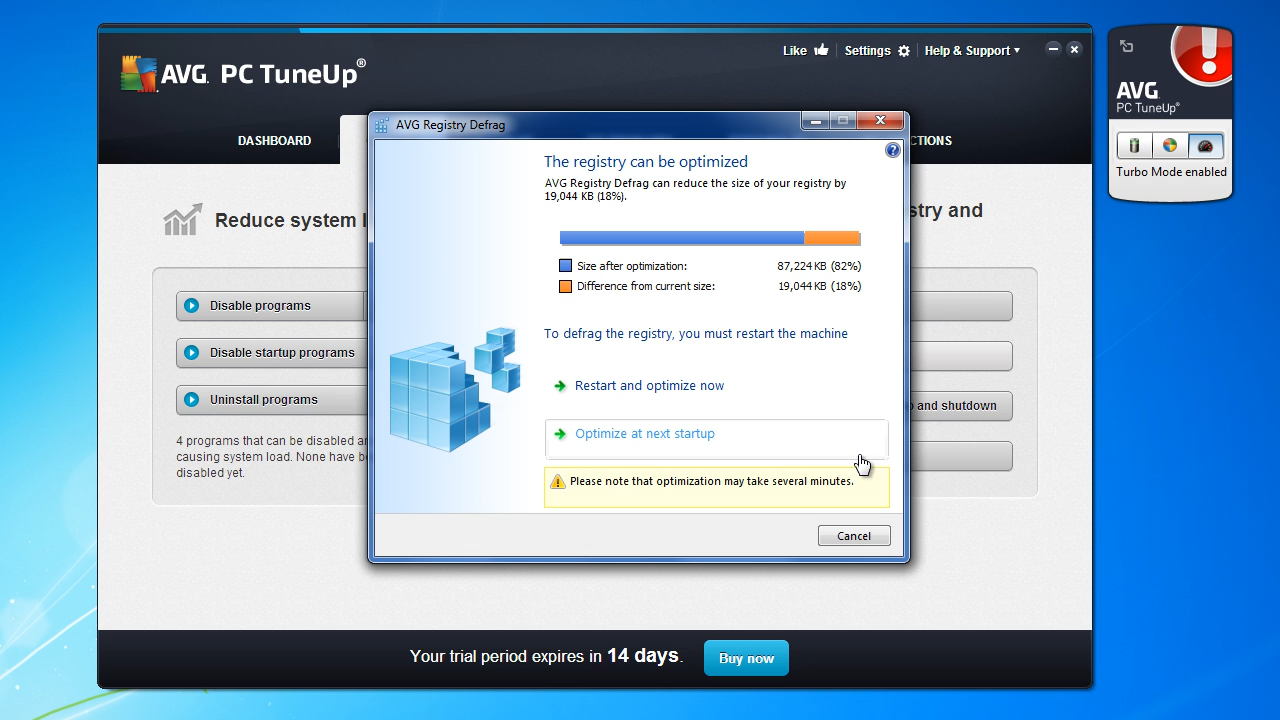 Like
Settings
Help & Support
AVG PC TuneUp®
DASHBOARD
CTIONS
AVG
PC TuneUp®
Turbo Mode enabled
AVG Registry Defrag
The registry can be optimized
AVG Registry Defrag can reduce the size of your registry by
19,044 KB (18%).
Size after optimization: 87,224 KB (82%)
Difference from current size: 19,044 KB (18%)
To defrag the registry, you must restart the machine
Restart and optimize now
Optimize at next startup
Please note that optimization may take several minutes.
Cancel
Reduce system l
stry and
Disable programs
Disable startup programs
Uninstall programs
p and shutdown
4 programs that can be disabled ar
causing system load. None have be
disabled yet.
Your trial period expires in 14 days.
Buy now